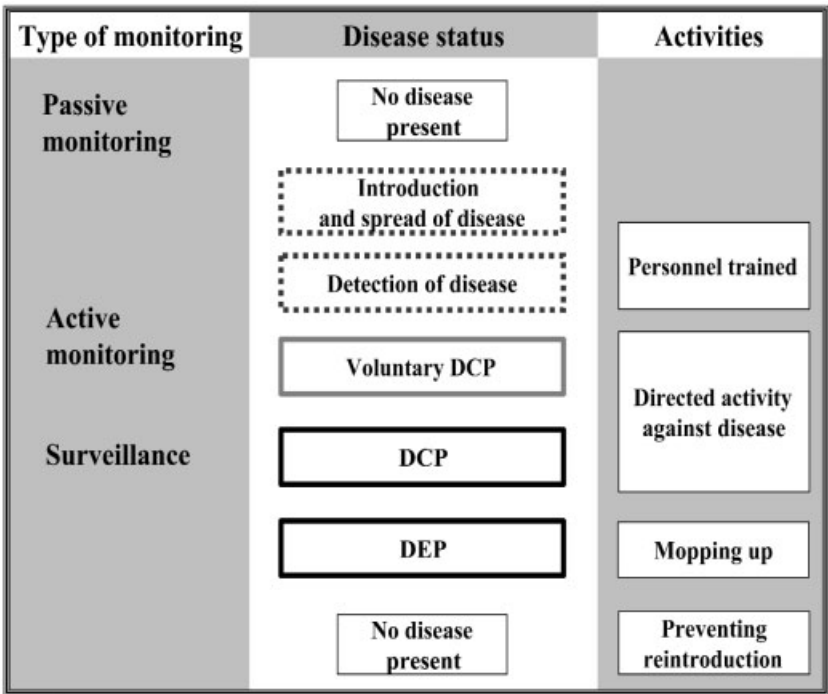 Type of monitoring
Disease status
Activities
Passive
monitoring
No disease
present
Introduction
and spread of disease
Personnel trained
Detection of disease
Active
monitoring
Voluntary DCP
Directed activity
against disease
Surveillance
DCP
DEP
Mopping up
No disease
present
Preventing
reintroduction